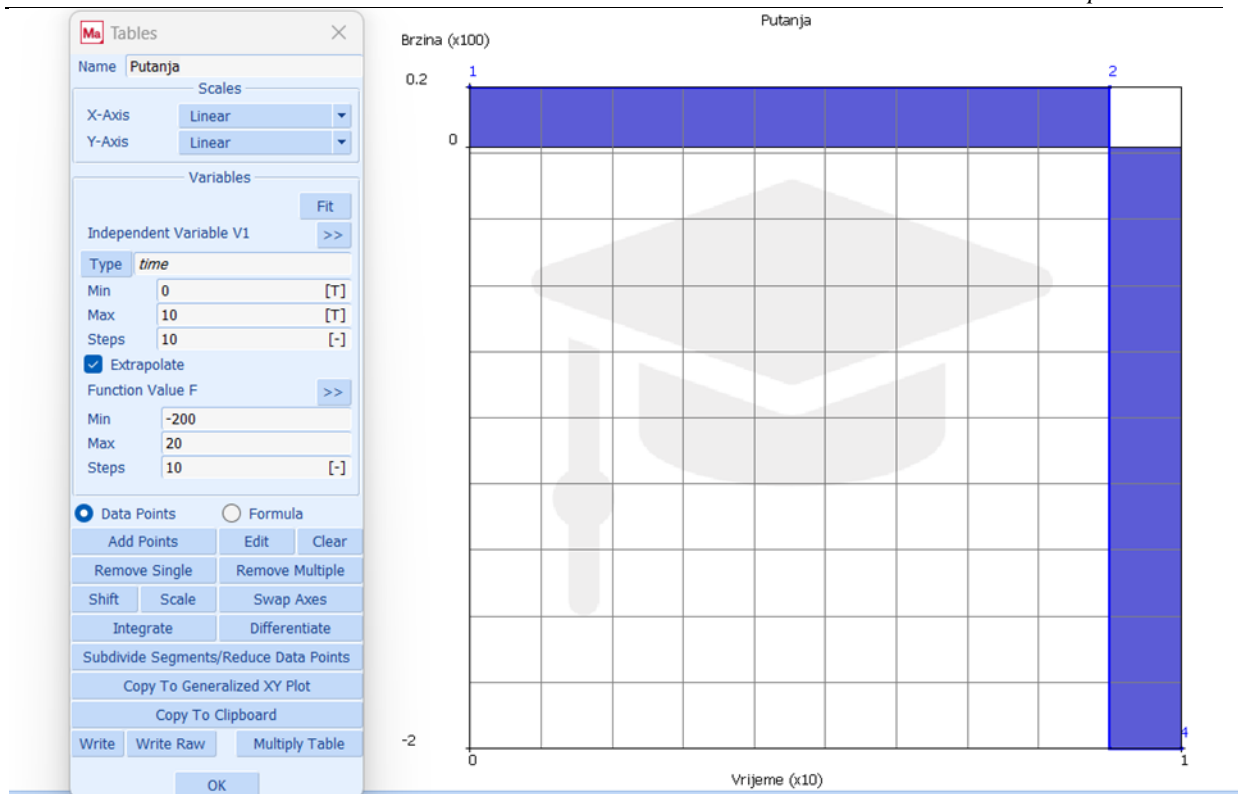 Ma Tables
Name Putanja
Scales
X-Axis Linear
Y-Axis Linear
Variables
Fit
Independent Variable V1 >>
Type time
Min 0 [T]
Max 10 [T]
Steps 10 [-]
Extrapolate
Function Value F >>
Min -200
Max 20
Steps 10 [-]
Data Points Formula
Add Points Edit Clear
Remove Single Remove Multiple
Shift Scale Swap Axes
Integrate Differentiate
Subdivide Segments/Reduce Data Points
Copy To Generalized XY Plot
Copy To Clipboard
Write Write Raw Multiply Table
OK
Putanja
Brzina (x100)
1 2
0.2
0
-2
4
0 1
Vrijeme (x10)